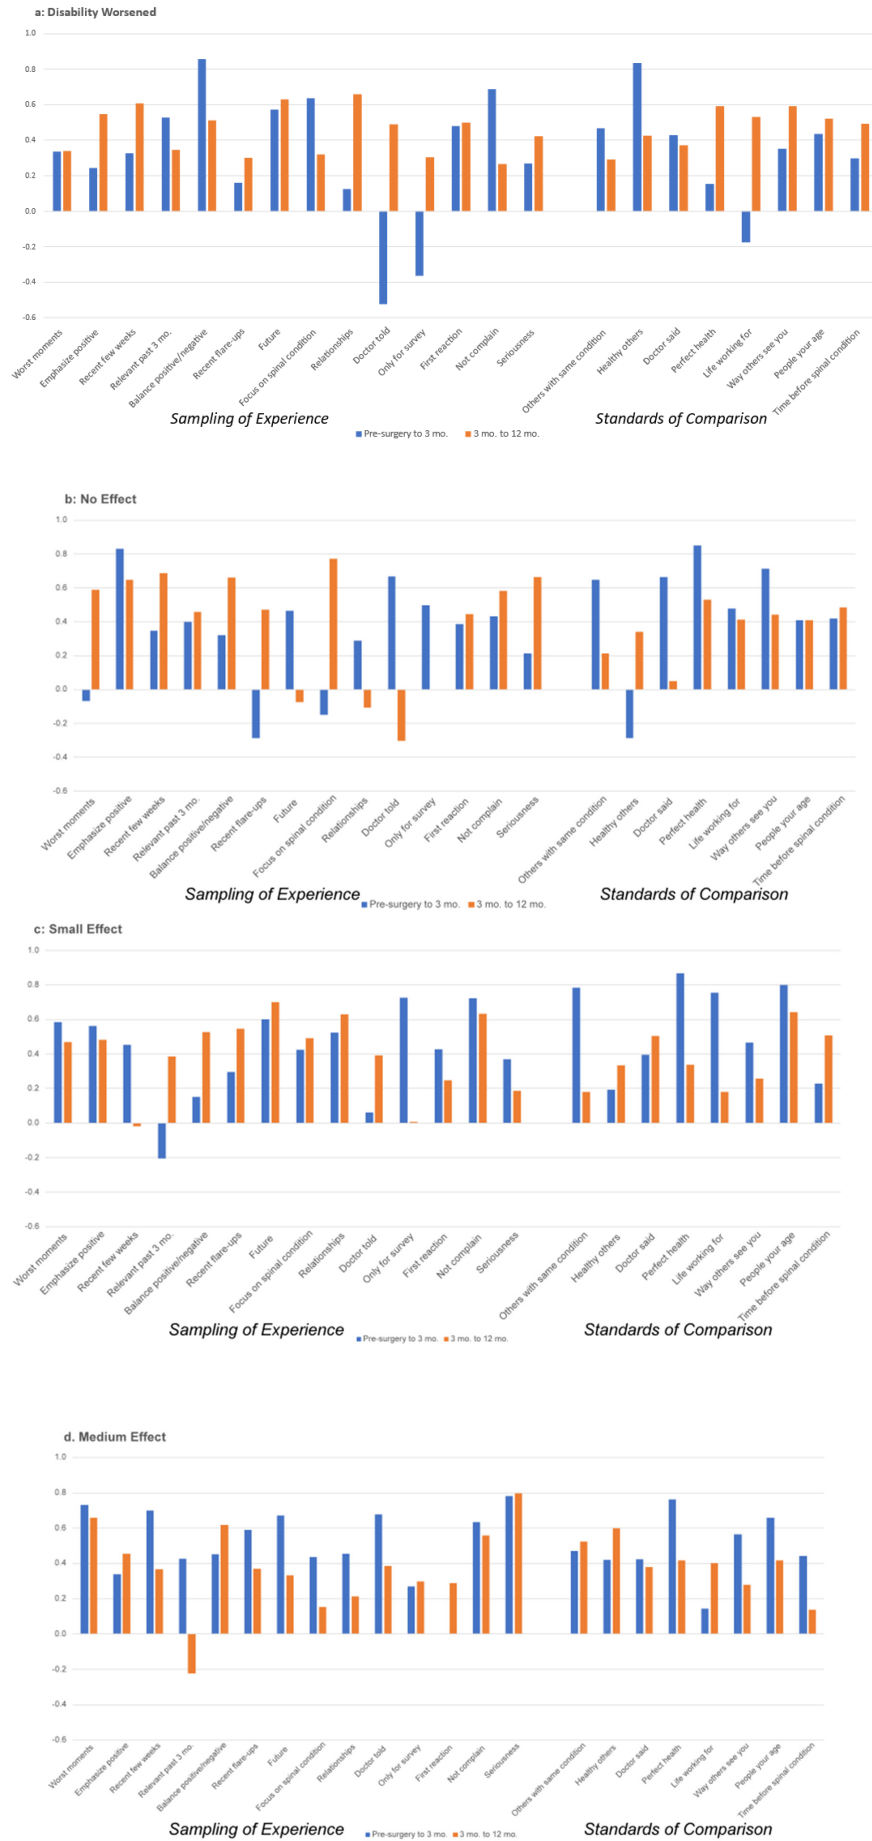 a: Disability Worsened
1.0
0.8
0.6
0.4
0.2
0.0
-0.2
-0.4
-0.6
Worst moments
Emphasize positive
Recent few weeks
Relevant past 3 mo.
Balance positive/negative
Recent flare-ups
Future
Focus on spinal condition
Relationships
Doctor told
Only for survey
First reaction
Not complain
Seriousness
Others with same condition
Healthy others
Doctor said
Perfect health
Life working for
Way others see you
People your age
Time before spinal condition
Sampling of Experience
Standards of Comparison
Pre-surgery to 3 mo.
3 mo. to 12 mo.
b: No Effect
1.0
0.8
0.6
0.4
0.2
0.0
-0.2
-0.4
-0.6
Worst moments
Emphasize positive
Recent few weeks
Relevant past 3 mo.
Balance positive/negative
Recent flare-ups
Future
Focus on spinal condition
Relationships
Doctor told
Only for survey
First reaction
Not complain
Seriousness
Others with same condition
Healthy others
Doctor said
Perfect health
Life working for
Way others see you
People your age
Time before spinal condition
Sampling of Experience
Standards of Comparison
Pre-surgery to 3 mo.
3 mo. to 12 mo.
c: Small Effect
1.0
0.8
0.6
0.4
0.2
0.0
-0.2
-0.4
-0.6
Worst moments
Emphasize positive
Recent few weeks
Relevant past 3 mo.
Balance positive/negative
Recent flare-ups
Future
Focus on spinal condition
Relationships
Doctor told
Only for survey
First reaction
Not complain
Seriousness
Others with same condition
Healthy others
Doctor said
Perfect health
Life working for
Way others see you
People your age
Time before spinal condition
Sampling of Experience
Standards of Comparison
Pre-surgery to 3 mo.
3 mo. to 12 mo.
d. Medium Effect
1.0
0.8
0.6
0.4
0.2
0.0
-0.2
-0.4
-0.6
Worst moments
Emphasize positive
Recent few weeks
Relevant past 3 mo.
Balance positive/negative
Recent flare-ups
Future
Focus on spinal condition
Relationships
Doctor told
Only for survey
First reaction
Not complain
Seriousness
Others with same condition
Healthy others
Doctor said
Perfect health
Life working for
Way others see you
People your age
Time before spinal condition
Sampling of Experience
Standards of Comparison
Pre-surgery to 3 mo.
3 mo. to 12 mo.